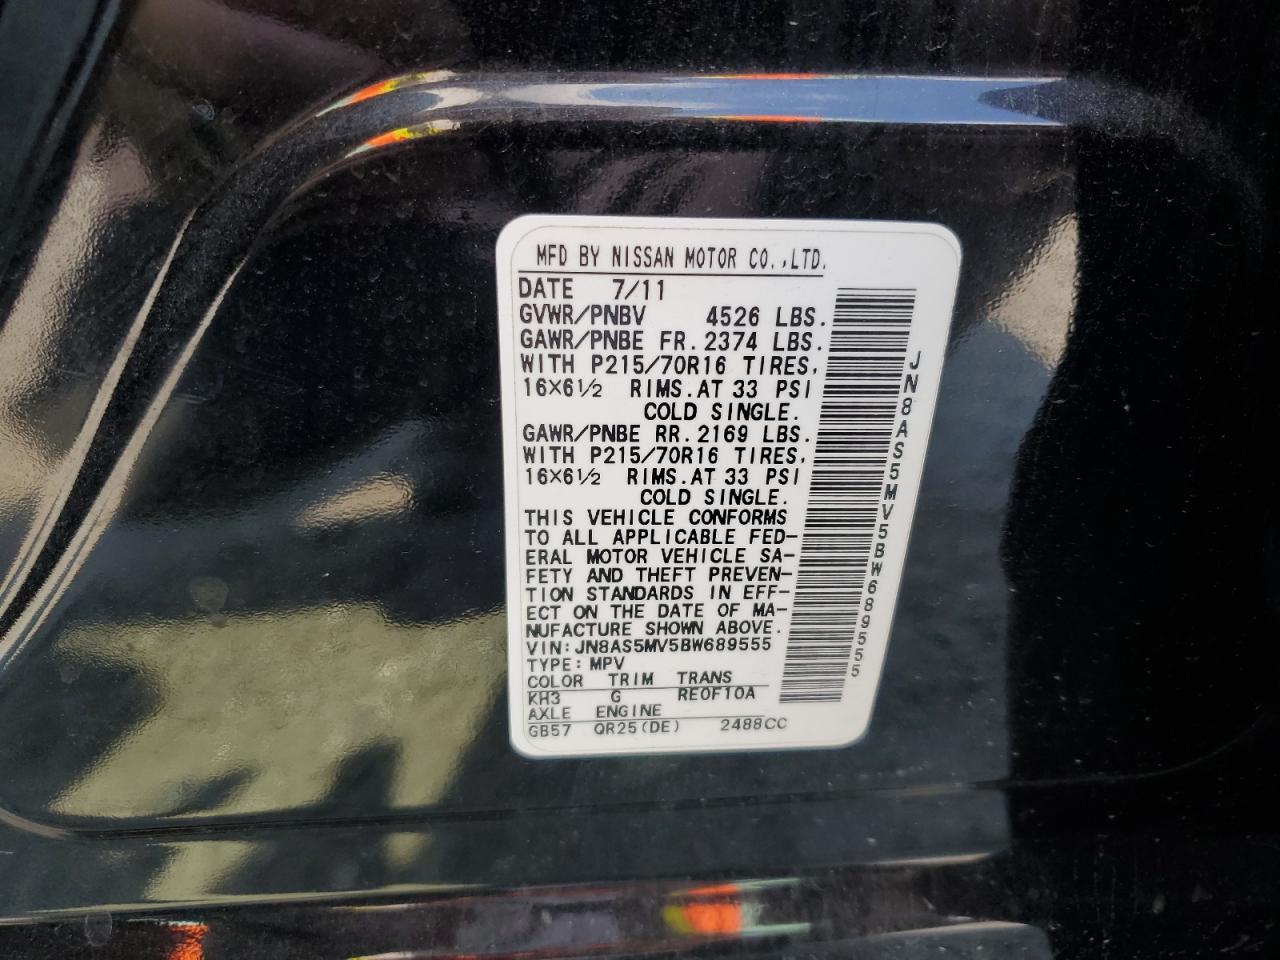 MFD BY NISSAN MOTOR CO.,LTD.
DATE 7/11
GVWR/PNBV 4526 LBS.
GAWR/PNBE FR.2374 LBS.
WITH P215/70R16 TIRES,
16×6½ RIMS.AT 33 PSI
COLD SINGLE.
GAWR/PNBE RR.2169 LBS.
WITH P215/70R16 TIRES,
16×6½ RIMS.AT 33 PSI
COLD SINGLE.
THIS VEHICLE CONFORMS
TO ALL APPLICABLE FED-
ERAL MOTOR VEHICLE SA-
FETY AND THEFT PREVEN-
TION STANDARDS IN EFF-
ECT ON THE DATE OF MA-
NUFACTURE SHOWN ABOVE.
VIN:JN8AS5MV5BW689555
TYPE:MPV
COLOR TRIM TRANS
KH3 G RE0F10A
AXLE ENGINE
GB57 QR25(DE) 2488CC
JN8AS5MV5BW689555